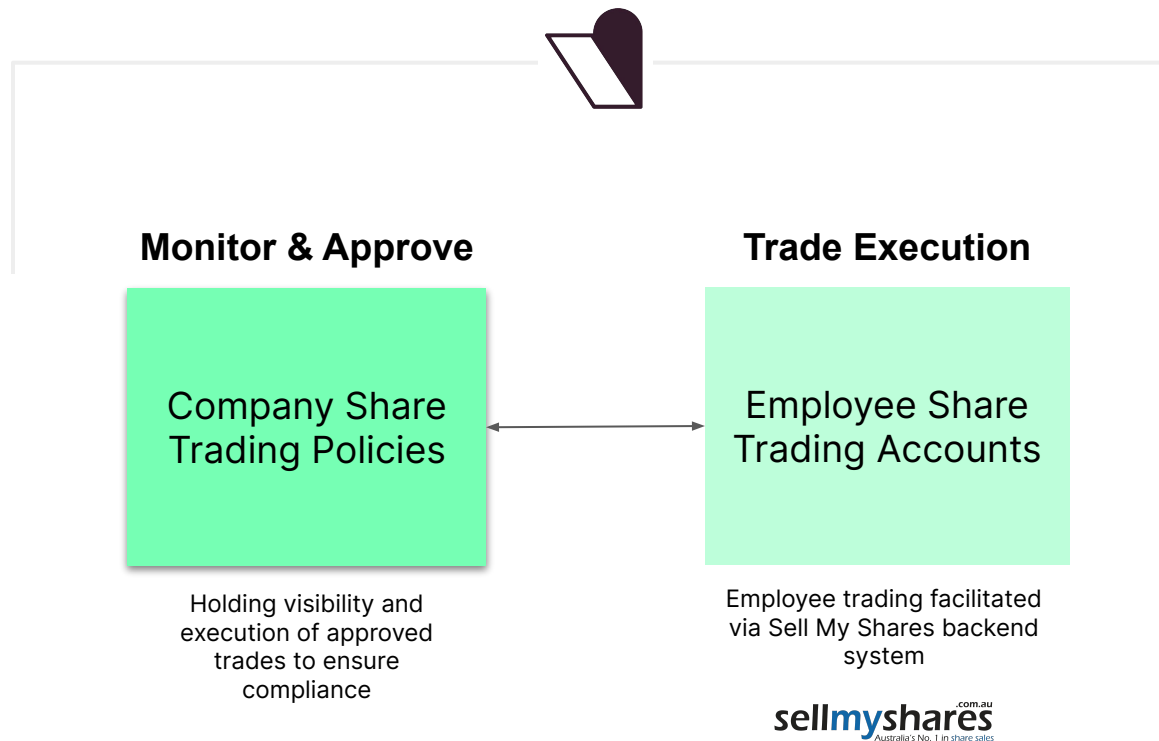 Monitor & Approve
Company Share
Trading Policies
Holding visibility and
execution of approved
trades to ensure
compliance
Trade Execution
Employee Share
Trading Accounts
Employee trading facilitated
via Sell My Shares backend
system
.com.au
sellmyshares
Australia's No. 1 in share sales